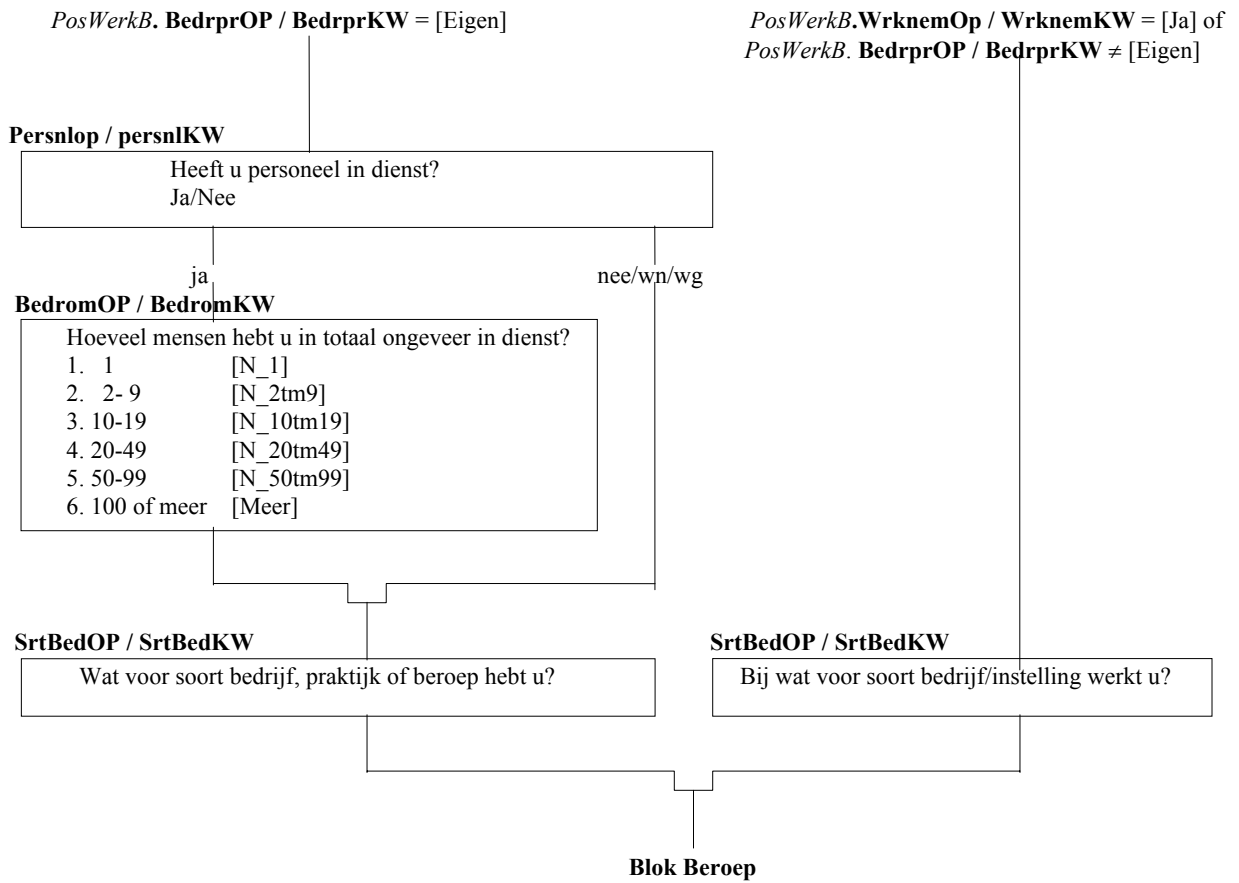 PosWerkB. BedrprOP / BedrprKW = [Eigen]
PosWerkB.WrknemOp / WrknemKW = [Ja] of
PosWerkB. BedrprOP / BedrprKW ≠ [Eigen]
Persnlop / persnlKW
Heeft u personeel in dienst?
Ja/Nee
ja
nee/wn/wg
BedromOP / BedromKW
Hoeveel mensen hebt u in totaal ongeveer in dienst?
1. 1 [N_1]
2. 2- 9 [N_2tm9]
3. 10-19 [N_10tm19]
4. 20-49 [N_20tm49]
5. 50-99 [N_50tm99]
6. 100 of meer [Meer]
SrtBedOP / SrtBedKW
Wat voor soort bedrijf, praktijk of beroep hebt u?
SrtBedOP / SrtBedKW
Bij wat voor soort bedrijf/instelling werkt u?
Blok Beroep